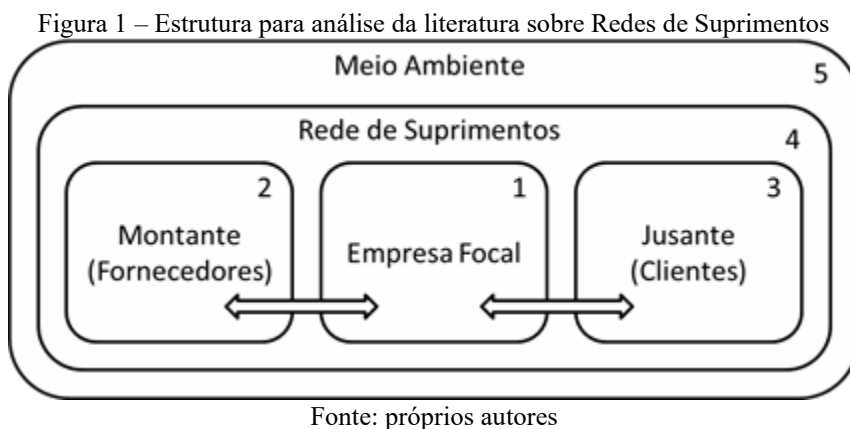 Figura 1 – Estrutura para análise da literatura sobre Redes de Suprimentos
Meio Ambiente
5
Rede de Suprimentos
4
2
Montante
(Fornecedores)
1
Empresa Focal
3
Jusante
(Clientes)
Fonte: próprios autores